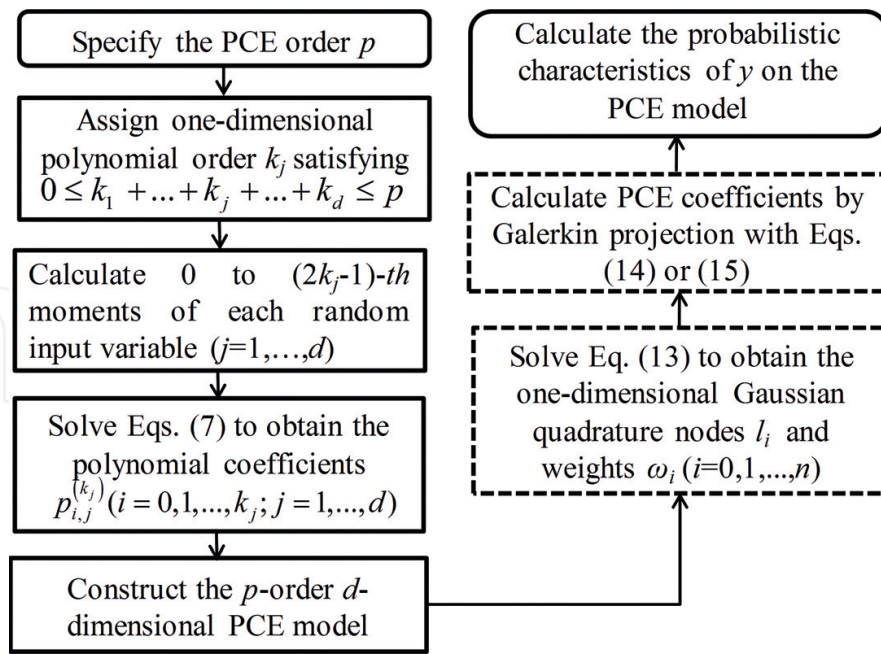 Specify the PCE order p
Assign one-dimensional
polynomial order k_j satisfying
0 ≤ k_1 + ... + k_j + ... + k_d ≤ p
Calculate 0 to (2k_j-1)-th
moments of each random
input variable (j=1,...,d)
Solve Eqs. (7) to obtain the
polynomial coefficients
p_{i,j}^{(k_j)} (i = 0,1,...,k_j; j = 1,...,d)
Construct the p-order d-
dimensional PCE model
Solve Eq. (13) to obtain the
one-dimensional Gaussian
quadrature nodes l_i and
weights ω_i (i=0,1,...,n)
Calculate PCE coefficients by
Galerkin projection with Eqs.
(14) or (15)
Calculate the probabilistic
characteristics of y on the
PCE model